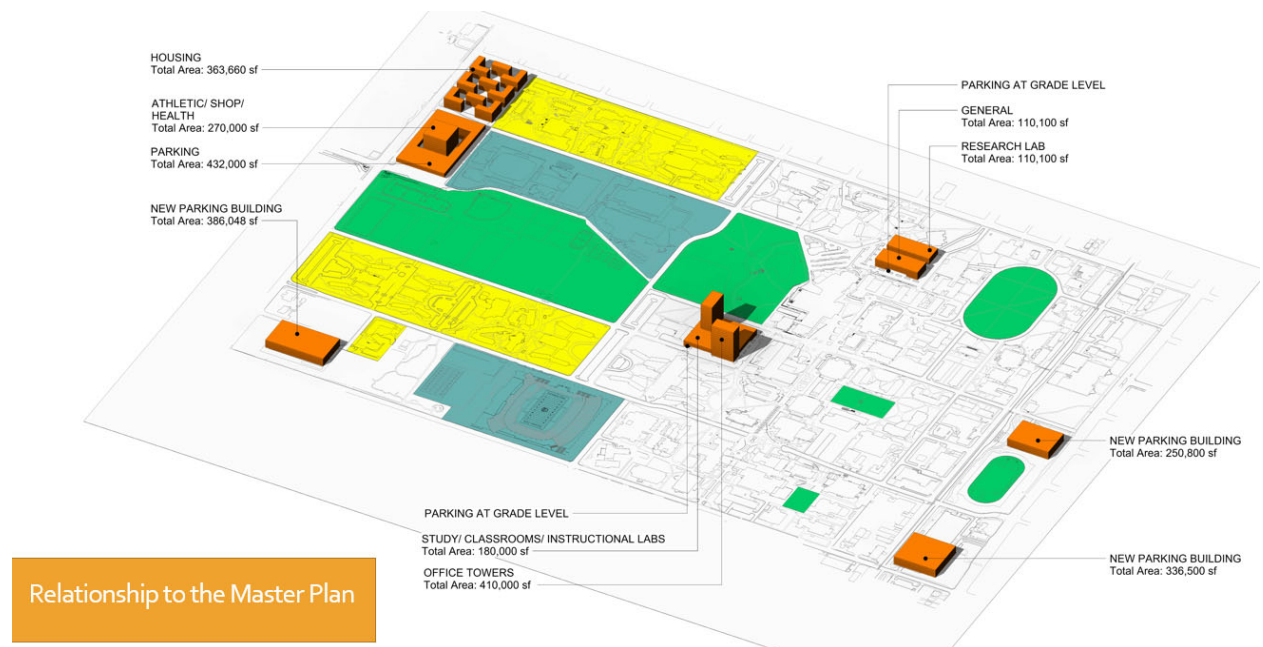 HOUSING
Total Area: 363,660 sf
ATHLETIC/ SHOP/
HEALTH
Total Area: 270,000 sf
PARKING
Total Area: 432,000 sf
NEW PARKING BUILDING
Total Area: 386,048 sf
PARKING AT GRADE LEVEL
GENERAL
Total Area: 110,100 sf
RESEARCH LAB
Total Area: 110,100 sf
NEW PARKING BUILDING
Total Area: 250,800 sf
PARKING AT GRADE LEVEL
STUDY/ CLASSROOMS/ INSTRUCTIONAL LABS
Total Area: 180,000 sf
OFFICE TOWERS
Total Area: 410,000 sf
NEW PARKING BUILDING
Total Area: 336,500 sf
Relationship to the Master Plan